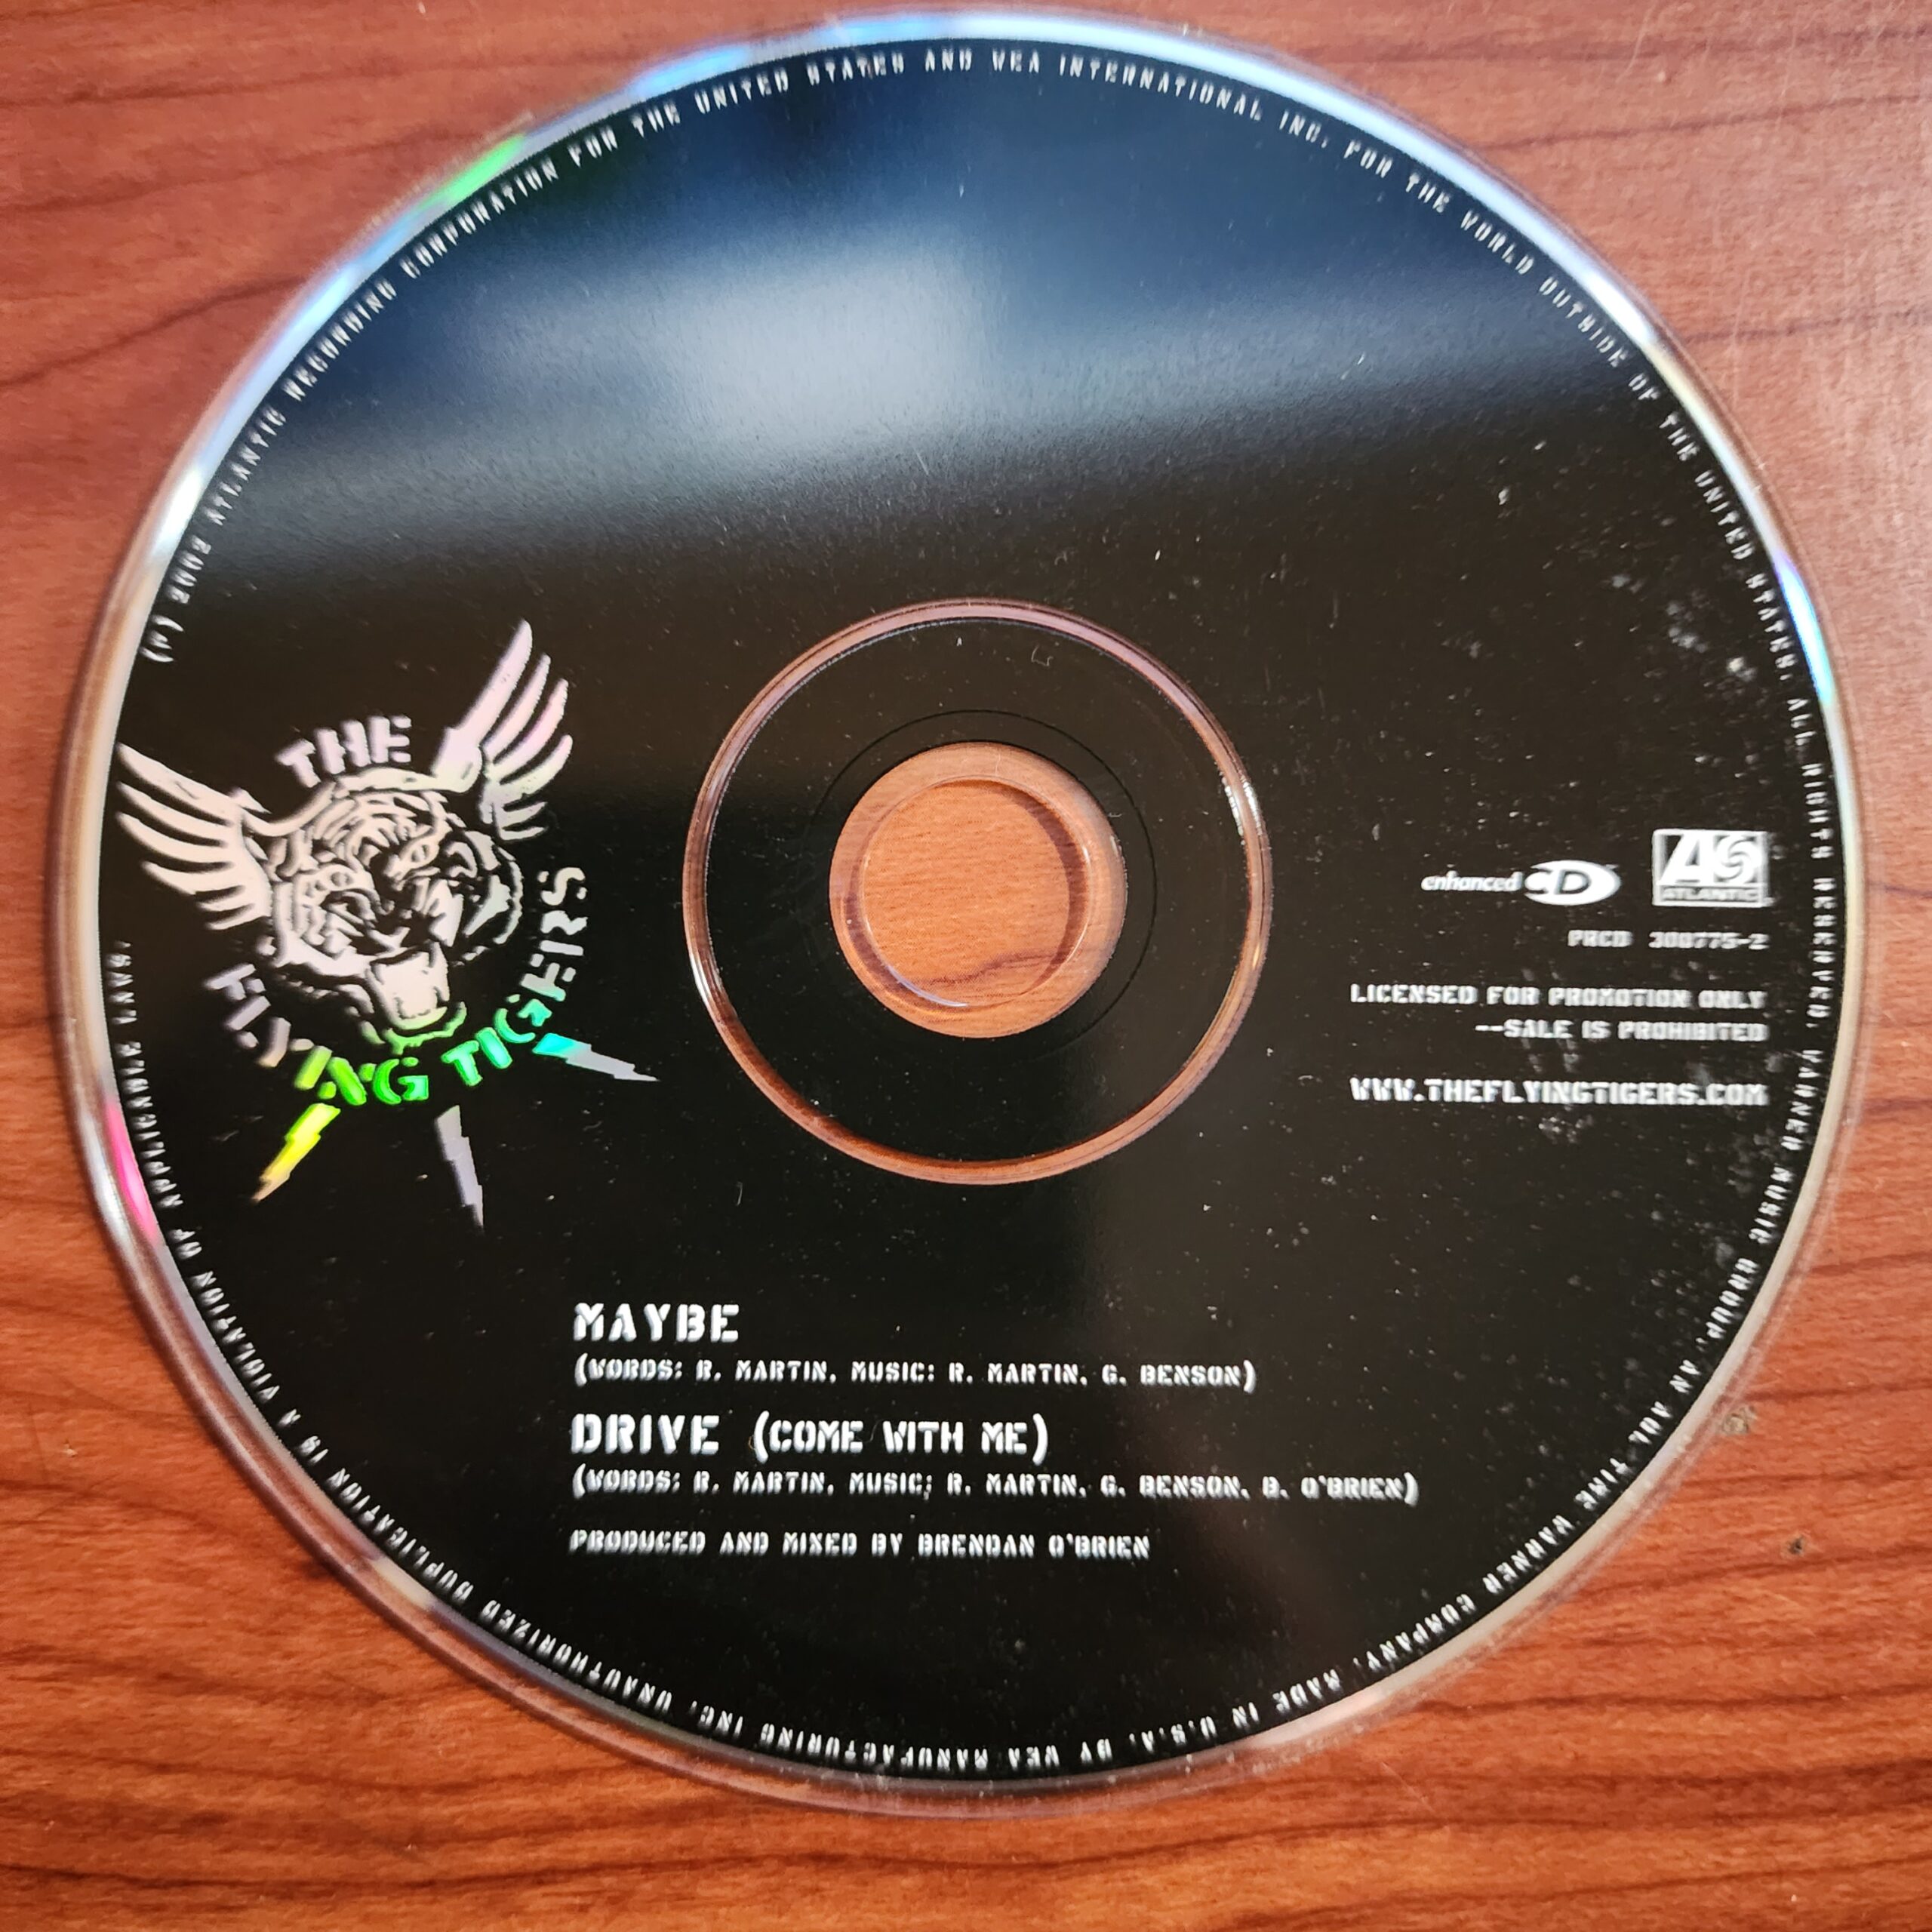 (P) 2002 ATLANTIC RECORDING CORPORATION FOR THE UNITED STATES AND WEA INTERNATIONAL INC. FOR THE WORLD OUTSIDE OF THE UNITED STATES. ALL RIGHTS RESERVED. WARNER MUSIC GROUP, AN AOL TIME WARNER COMPANY. MADE IN U.S.A. BY WEA MANUFACTURING INC. UNAUTHORIZED DUPLICATION IS A VIOLATION OF APPLICABLE LAWS.
THE
FLYING TIGERS
enhanced CD
ATLANTIC
PRCD 300775-2
LICENSED FOR PROMOTION ONLY
--SALE IS PROHIBITED
WWW.THEFLYINGTIGERS.COM
MAYBE
(WORDS: R. MARTIN, MUSIC: R. MARTIN, G. BENSON)
DRIVE (COME WITH ME)
(WORDS: R. MARTIN, MUSIC: R. MARTIN, G. BENSON, B. O'BRIEN)
PRODUCED AND MIXED BY BRENDAN O'BRIEN